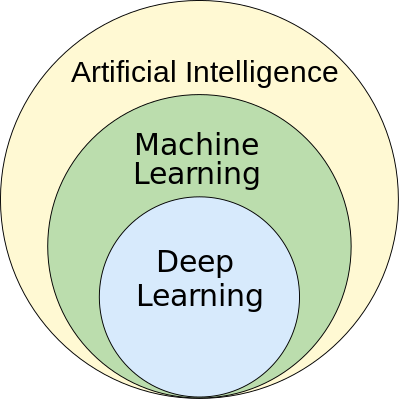 Artificial Intelligence
Machine
Learning
Deep
Learning